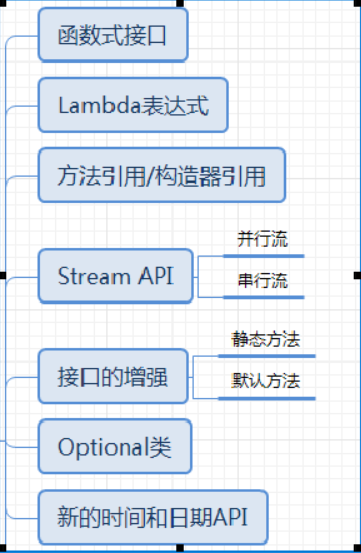 函数式接口
Lambda表达式
方法引用/构造器引用
Stream API
并行流
串行流
接口的增强
静态方法
默认方法
Optional类
新的时间和日期API